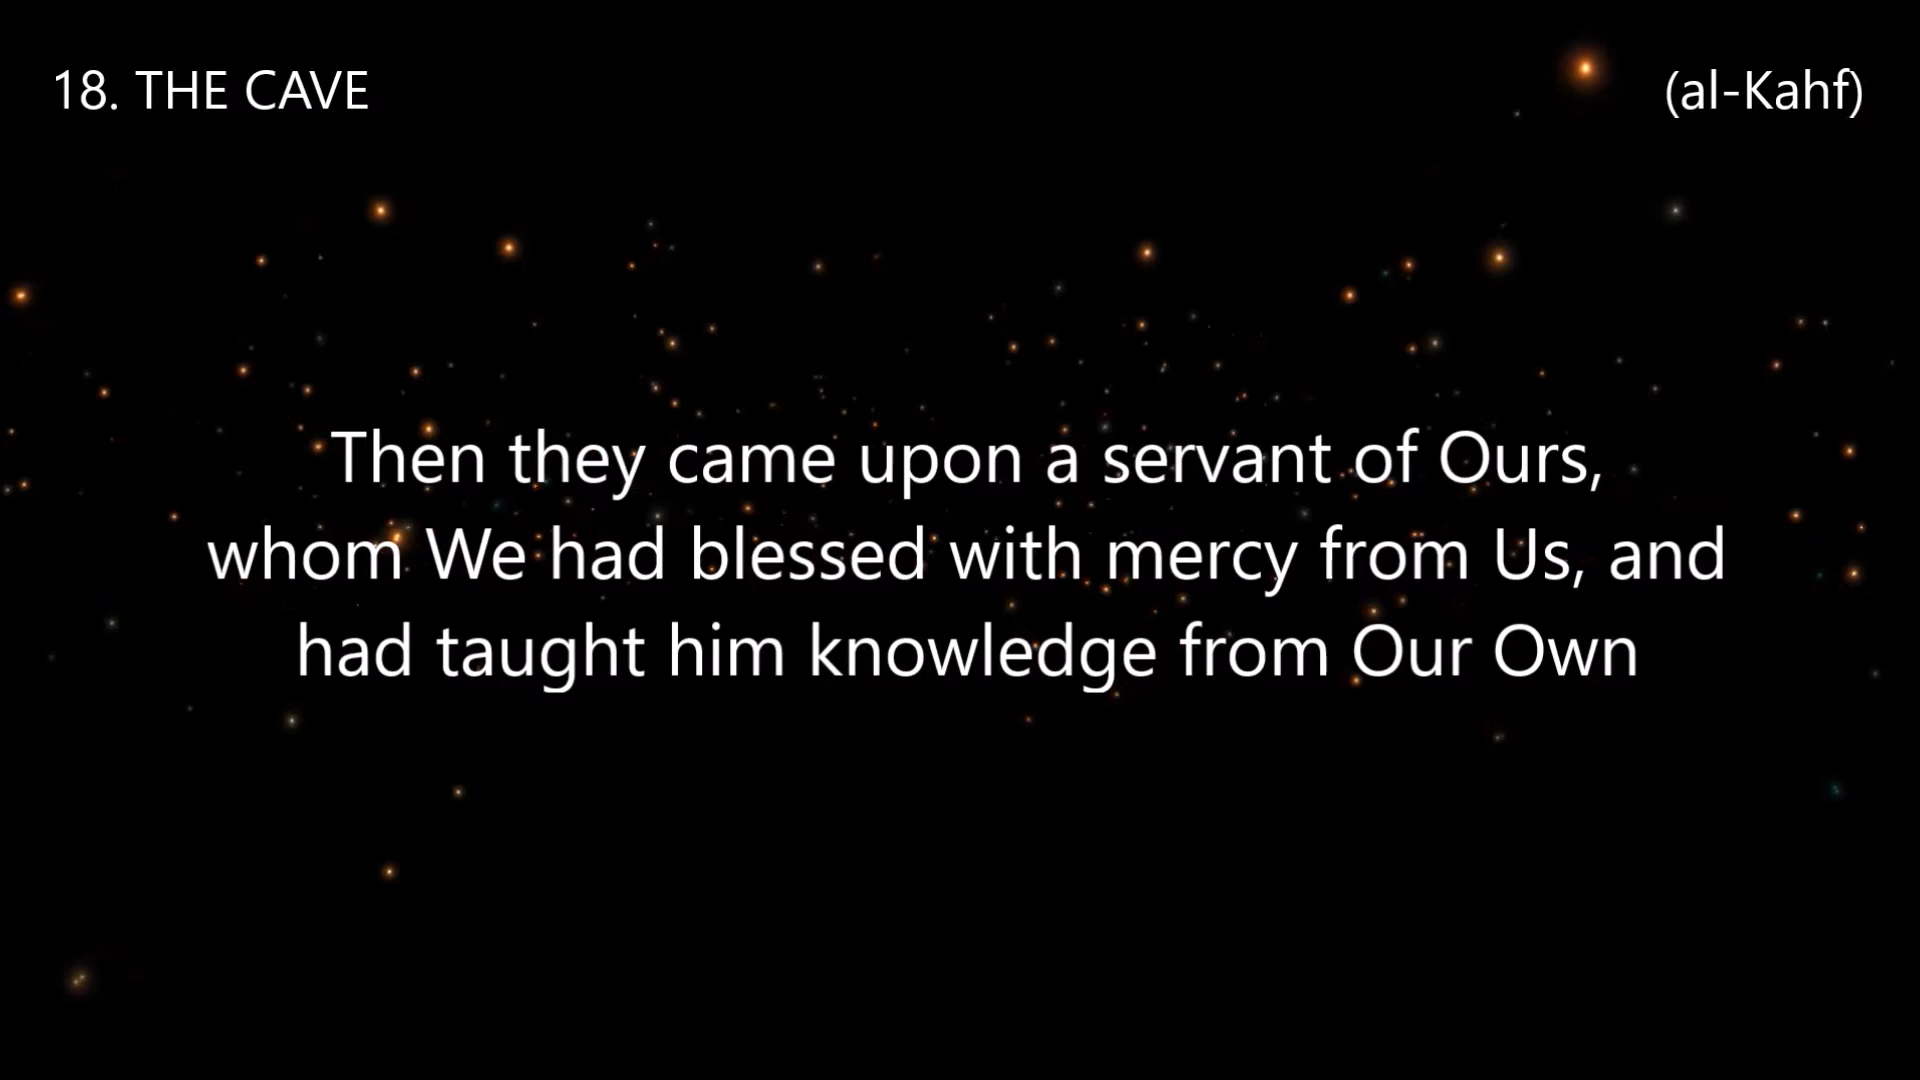 18. THE CAVE
(al-Kahf)
Then they came upon a servant of Ours,
whom We had blessed with mercy from Us, and
had taught him knowledge from Our Own